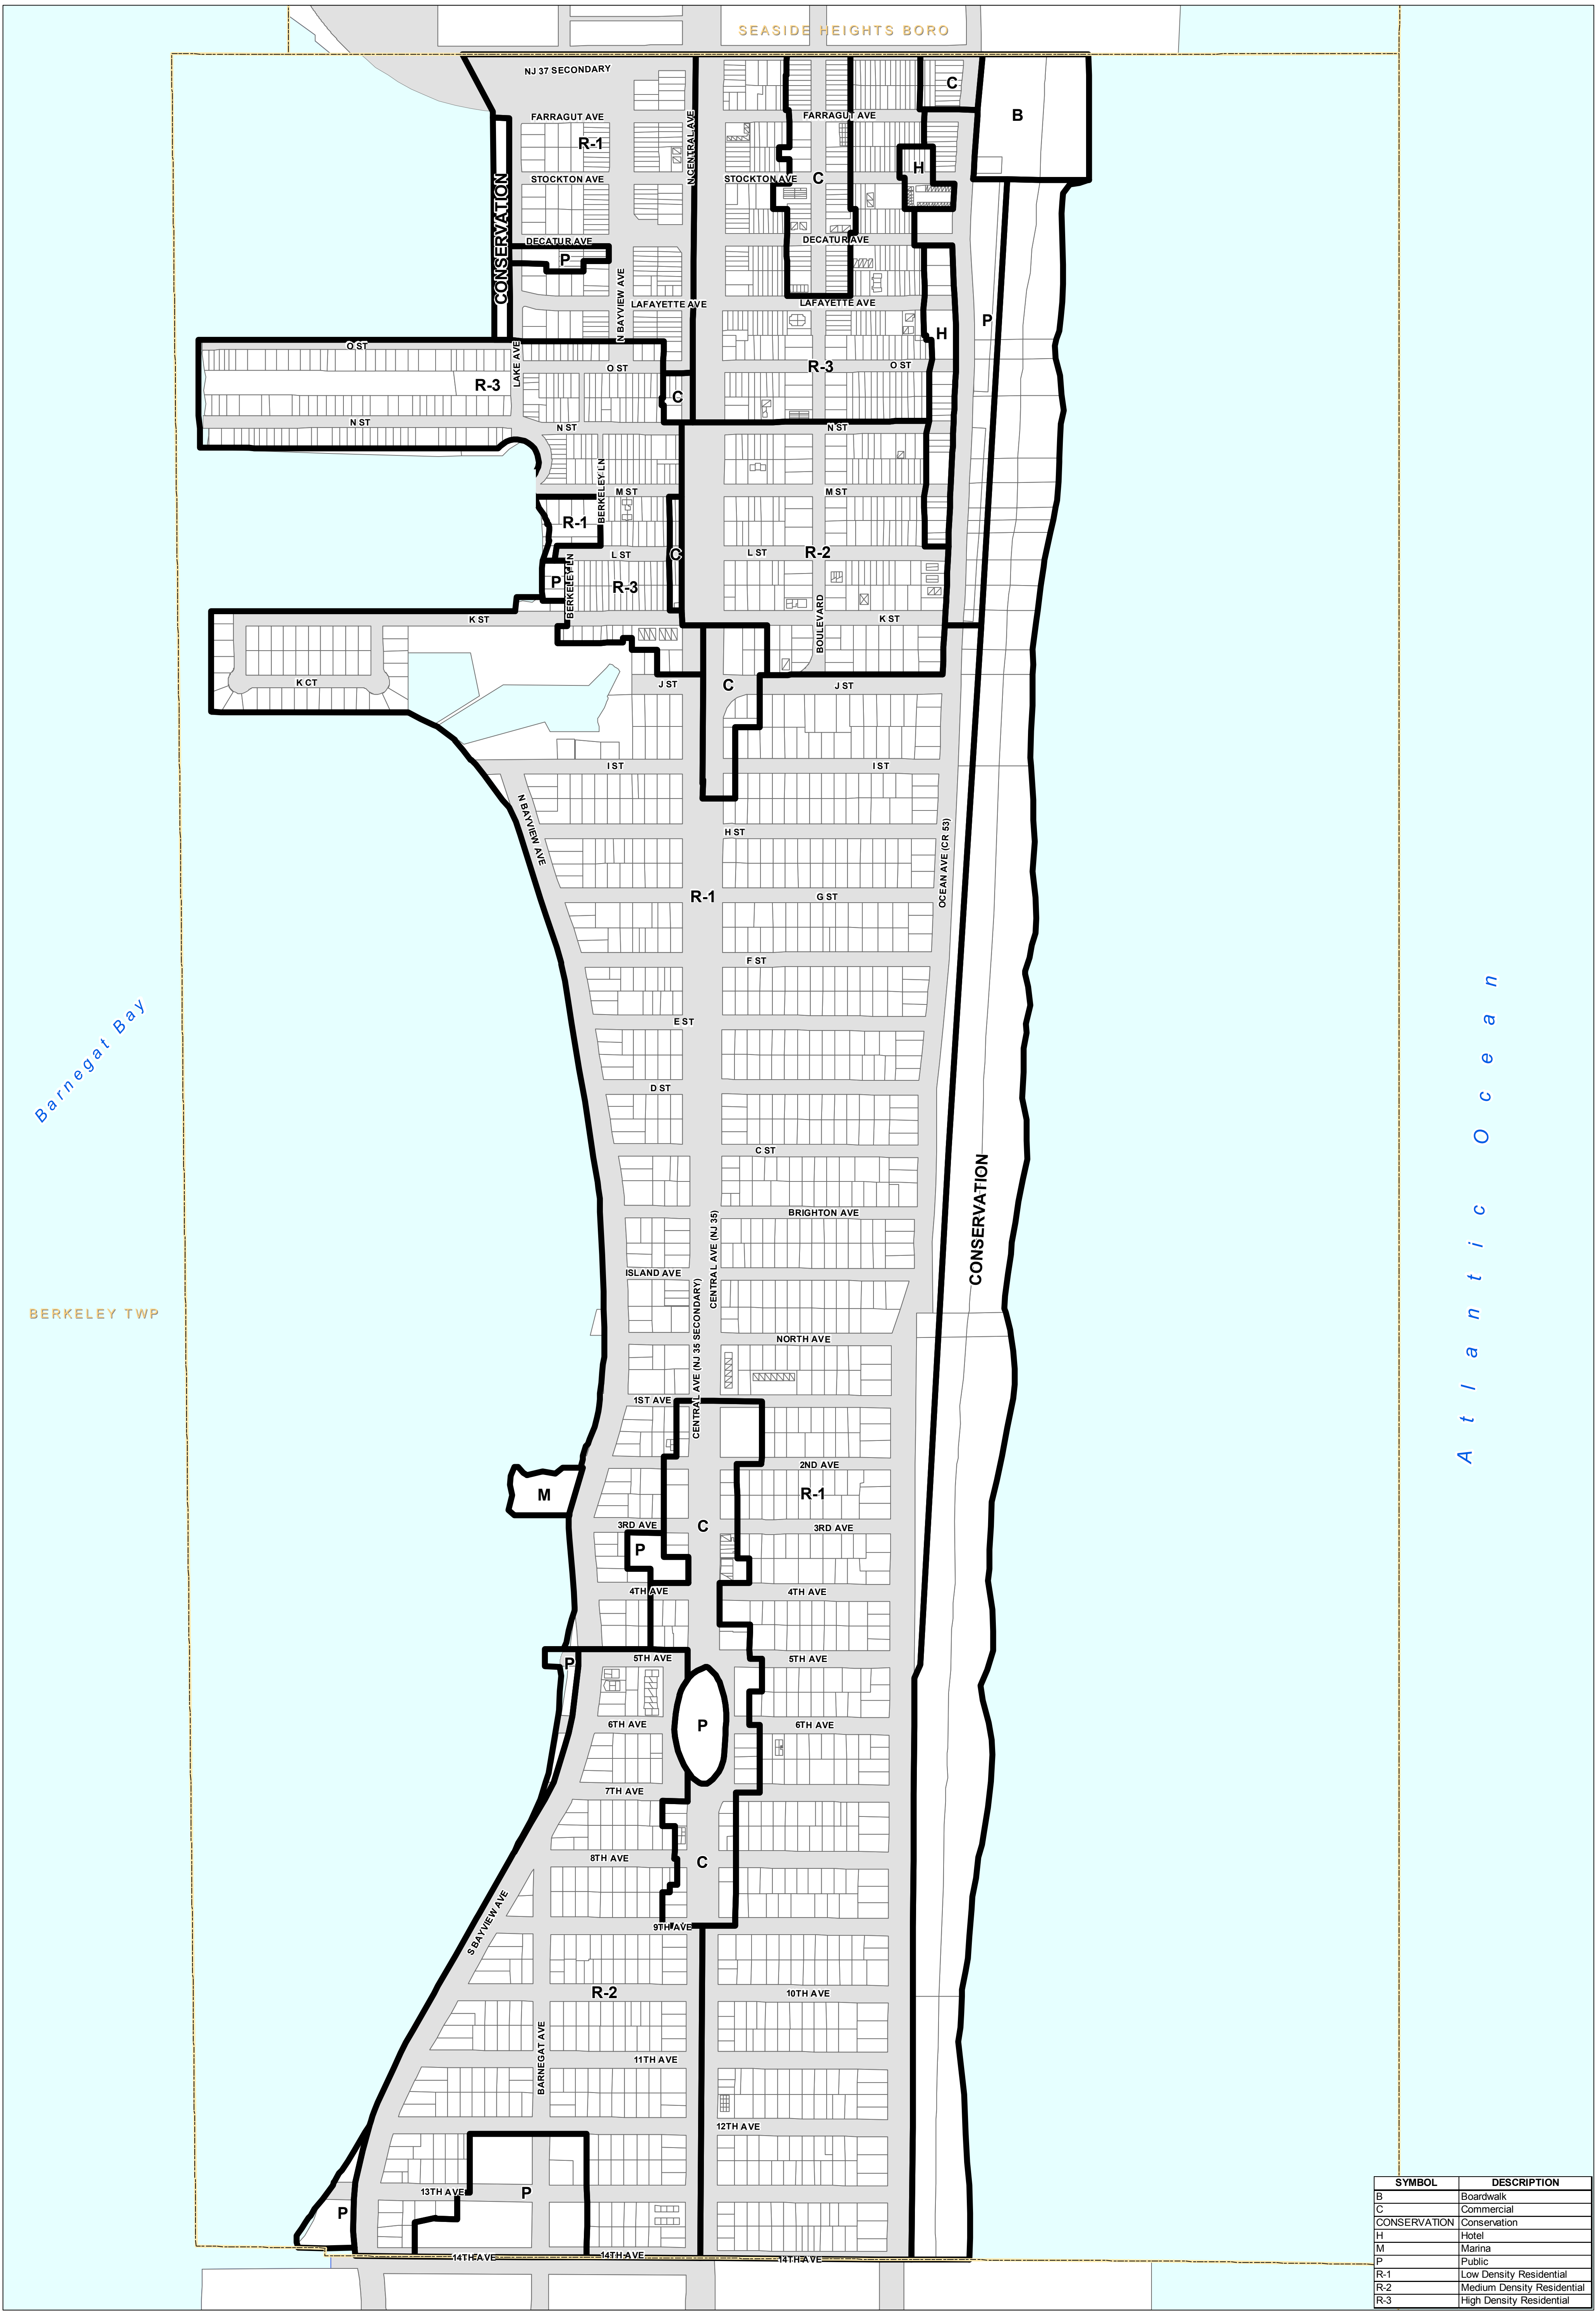 SEASIDE HEIGHTS BORO
NJ 37 SECONDARY
C
B
FARRAGUT AVE
FARRAGUT AVE
R-1
N CENTRAL AVE
H
STOCKTON AVE
STOCKTON AVE
C
CONSERVATION
DECATUR AVE
DECATUR AVE
P
N BAYVIEW AVE
LAFAYETTE AVE
LAFAYETTE AVE
P
H
O ST
LAKE AVE
O ST
R-3
O ST
R-3
C
N ST
N ST
N ST
BERKELEY LN
M ST
M ST
R-1
L ST
C
L ST
R-2
P
BERKELEY LN
R-3
BOULEVARD
K ST
K ST
K CT
J ST
C
J ST
I ST
I ST
N BAYVIEW AVE
H ST
OCEAN AVE (CR 53)
R-1
G ST
F ST
E ST
D ST
C ST
Barnegat Bay
Atlantic Ocean
CONSERVATION
BRIGHTON AVE
CENTRAL AVE (NJ 35)
ISLAND AVE
CENTRAL AVE (NJ 35 SECONDARY)
BERKELEY TWP
NORTH AVE
1ST AVE
2ND AVE
M
R-1
3RD AVE
C
3RD AVE
P
4TH AVE
4TH AVE
P
5TH AVE
5TH AVE
6TH AVE
P
6TH AVE
7TH AVE
8TH AVE
C
S BAYVIEW AVE
9TH AVE
R-2
10TH AVE
BARNEGAT AVE
11TH AVE
12TH AVE
13TH AVE
P
P
14TH AVE
14TH AVE
14TH AVE
SYMBOL DESCRIPTION
B Boardwalk
C Commercial
CONSERVATION Conservation
H Hotel
M Marina
P Public
R-1 Low Density Residential
R-2 Medium Density Residential
R-3 High Density Residential